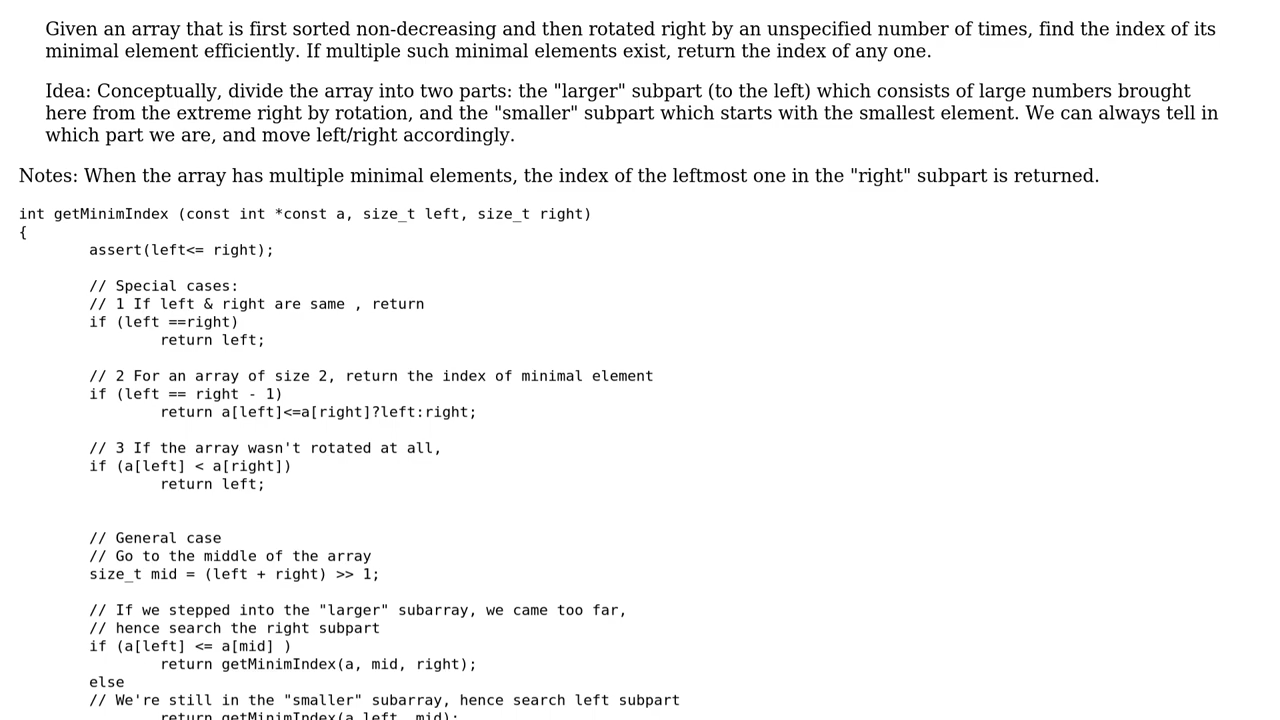 Given an array that is first sorted non-decreasing and then rotated right by an unspecified number of times, find the index of its
minimal element efficiently. If multiple such minimal elements exist, return the index of any one.
Idea: Conceptually, divide the array into two parts: the "larger" subpart (to the left) which consists of large numbers brought
here from the extreme right by rotation, and the "smaller" subpart which starts with the smallest element. We can always tell in
which part we are, and move left/right accordingly.
Notes: When the array has multiple minimal elements, the index of the leftmost one in the "right" subpart is returned.
int getMinimIndex (const int *const a, size_t left, size_t right)
{
assert(left<= right);
// Special cases:
// 1 If left & right are same , return
if (left ==right)
return left;
// 2 For an array of size 2, return the index of minimal element
if (left == right - 1)
return a[left]<=a[right]?left:right;
// 3 If the array wasn't rotated at all,
if (a[left] < a[right])
return left;
// General case
// Go to the middle of the array
size_t mid = (left + right) >> 1;
// If we stepped into the "larger" subarray, we came too far,
// hence search the right subpart
if (a[left] <= a[mid] )
return getMinimIndex(a, mid, right);
else
// We're still in the "smaller" subarray, hence search left subpart
return getMinimIndex(a left, mid);